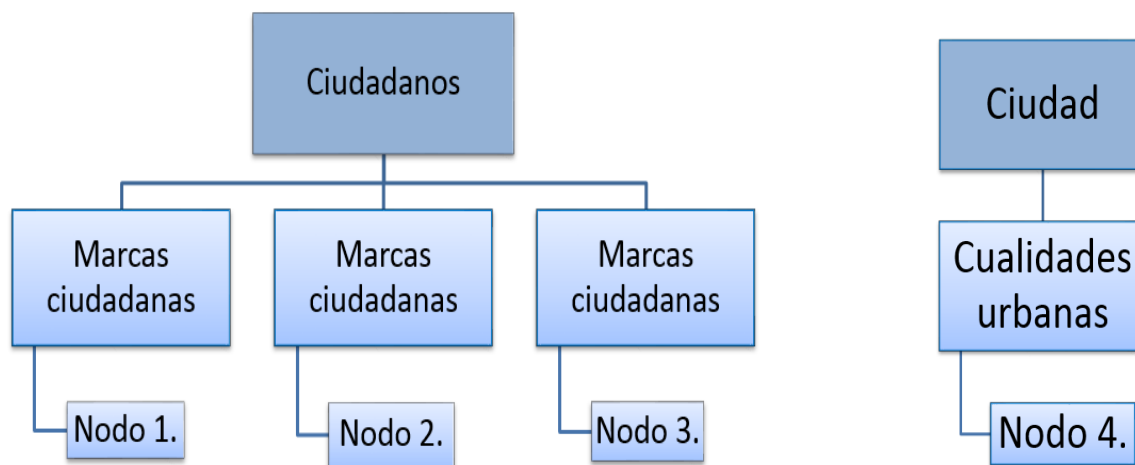 Ciudadanos
Marcas
ciudadanas
Nodo 1.
Marcas
ciudadanas
Nodo 2.
Marcas
ciudadanas
Nodo 3.
Ciudad
Cualidades
urbanas
Nodo 4.